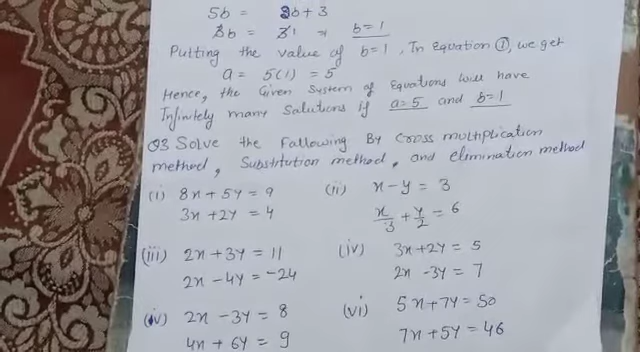 5b = 2b + 3
3b = 3 1 ⇒ b = 1
Putting the value of b = 1, In Equation ①, we get
a = 5(1) = 5
Hence, the Given System of Equations will have
Infinitely many Solutions if a = 5 and b = 1
Q3 Solve the Following By Cross multiplication
method, Substitution method, and elimination method
(i) 8x + 5y = 9 (ii) x - y = 3
3x + 2y = 4 x/3 + y/2 = 6
(iii) 2x + 3y = 11 (iv) 3x + 2y = 5
2x - 4y = -24 2x - 3y = 7
(iv) 2x - 3y = 8 (vi) 5x + 7y = 50
4x + 6y = 9 7x + 5y = 46